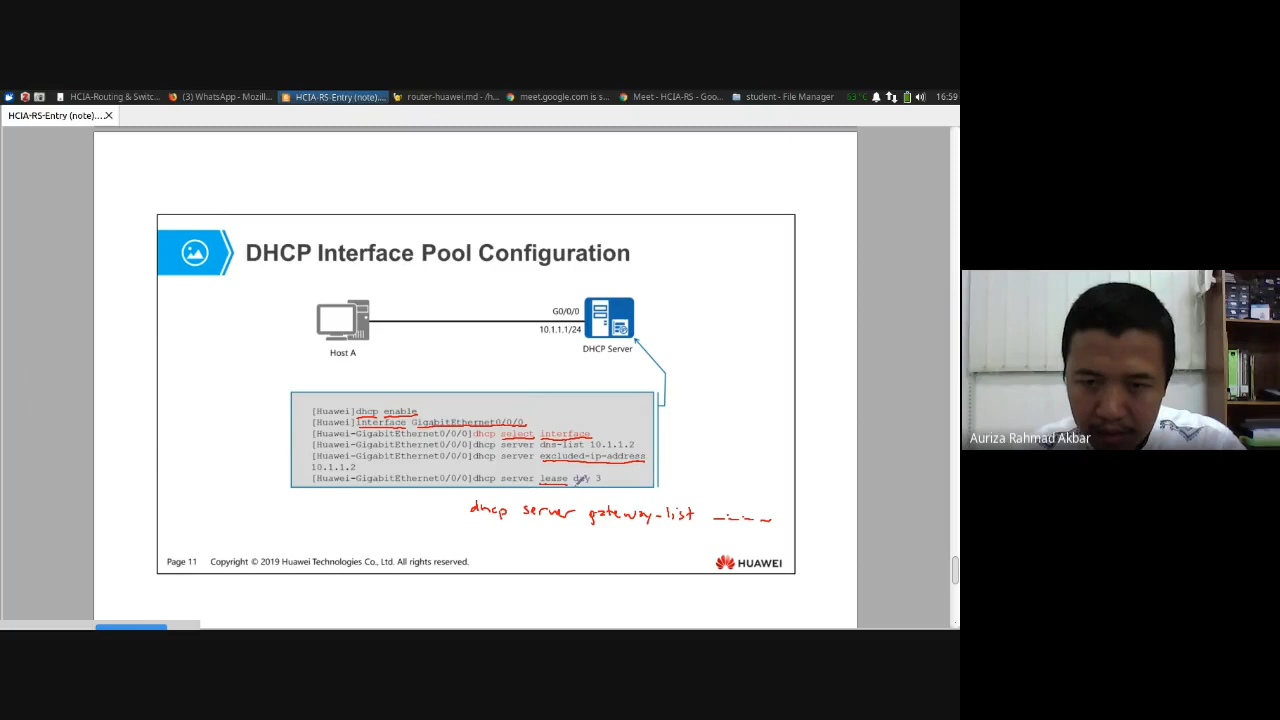 HCIA-Routing & Switc...
(3) WhatsApp - Mozill...
HCIA-RS-Entry (note)....
router-huawei.md - /h...
meet.google.com is s...
Meet - HCIA-RS - Goo...
student - File Manager
63°C
16:59
HCIA-RS-Entry (note)....
DHCP Interface Pool Configuration
G0/0/0
10.1.1.1/24
Host A
DHCP Server
[Huawei]dhcp enable
[Huawei]interface GigabitEthernet0/0/0
[Huawei-GigabitEthernet0/0/0]dhcp select interface
[Huawei-GigabitEthernet0/0/0]dhcp server dns-list 10.1.1.2
[Huawei-GigabitEthernet0/0/0]dhcp server excluded-ip-address
10.1.1.2
[Huawei-GigabitEthernet0/0/0]dhcp server lease day 3
dhcp server gateway-list _._._._
Page 11
Copyright © 2019 Huawei Technologies Co., Ltd. All rights reserved.
HUAWEI
Auriza Rahmad Akbar